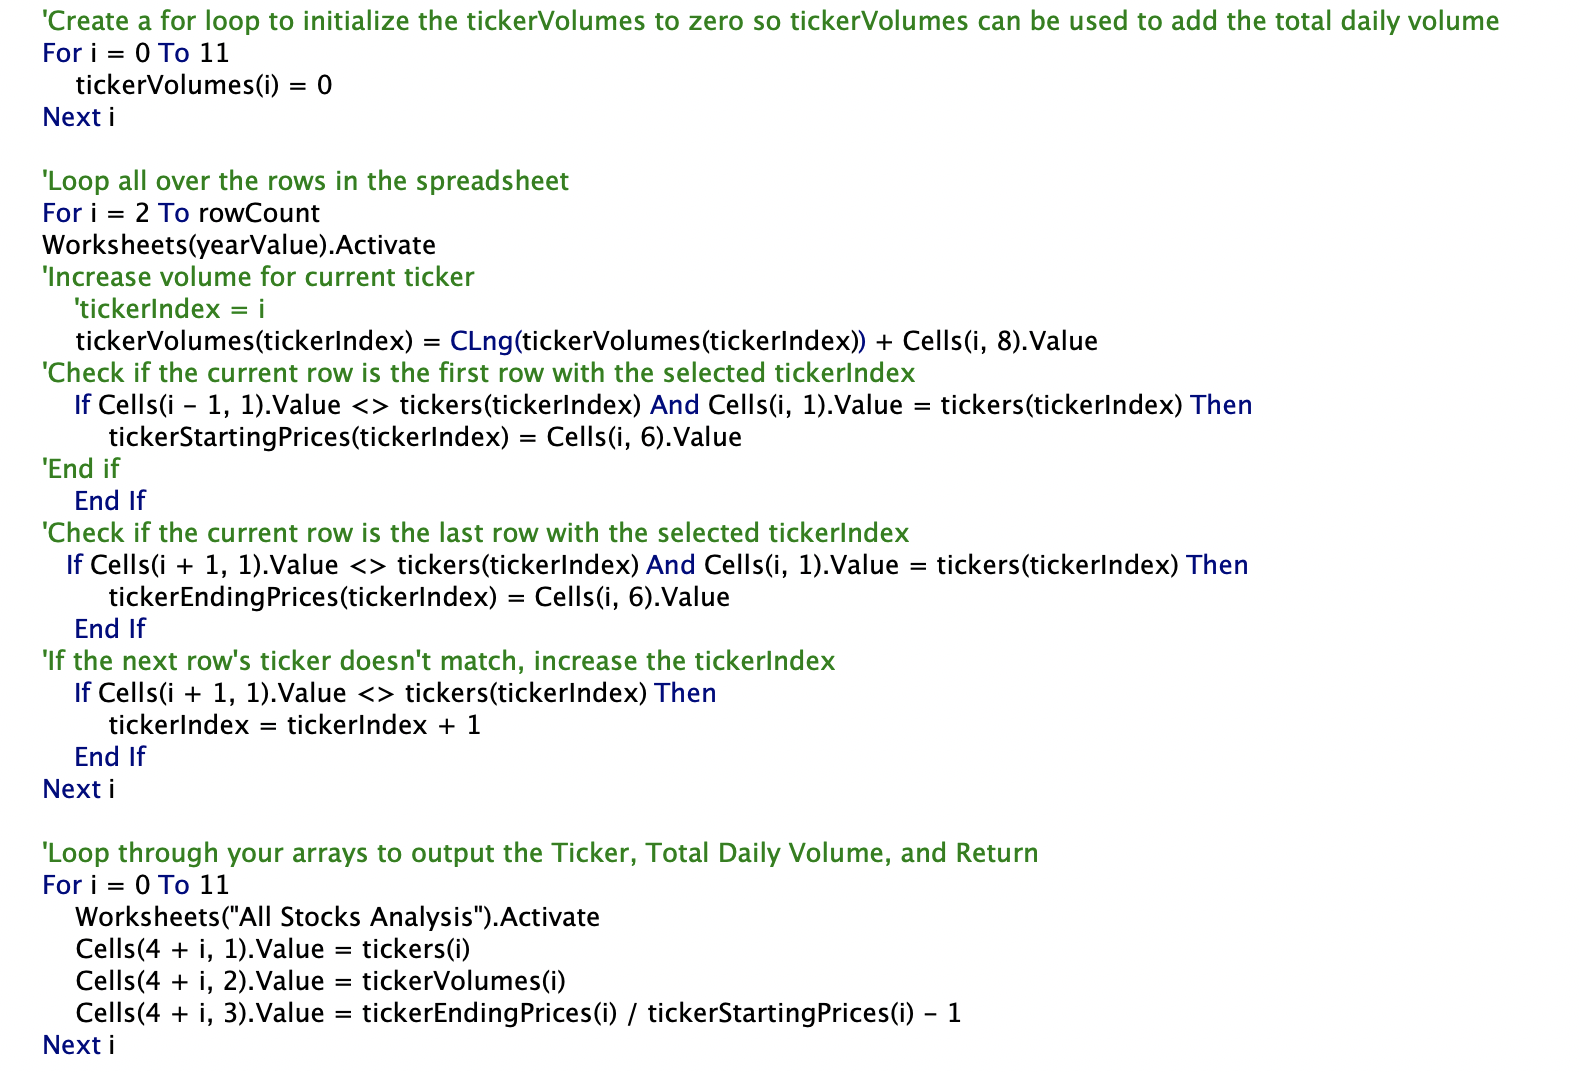 'Create a for loop to initialize the tickerVolumes to zero so tickerVolumes can be used to add the total daily volume
For i = 0 To 11
tickerVolumes(i) = 0
Next i
'Loop all over the rows in the spreadsheet
For i = 2 To rowCount
Worksheets(yearValue).Activate
'Increase volume for current ticker
'tickerIndex = i
tickerVolumes(tickerIndex) = CLng(tickerVolumes(tickerIndex)) + Cells(i, 8).Value
'Check if the current row is the first row with the selected tickerIndex
If Cells(i - 1, 1).Value <> tickers(tickerIndex) And Cells(i, 1).Value = tickers(tickerIndex) Then
tickerStartingPrices(tickerIndex) = Cells(i, 6).Value
'End if
End If
'Check if the current row is the last row with the selected tickerIndex
If Cells(i + 1, 1).Value <> tickers(tickerIndex) And Cells(i, 1).Value = tickers(tickerIndex) Then
tickerEndingPrices(tickerIndex) = Cells(i, 6).Value
End If
'If the next row's ticker doesn't match, increase the tickerIndex
If Cells(i + 1, 1).Value <> tickers(tickerIndex) Then
tickerIndex = tickerIndex + 1
End If
Next i
'Loop through your arrays to output the Ticker, Total Daily Volume, and Return
For i = 0 To 11
Worksheets("All Stocks Analysis").Activate
Cells(4 + i, 1).Value = tickers(i)
Cells(4 + i, 2).Value = tickerVolumes(i)
Cells(4 + i, 3).Value = tickerEndingPrices(i) / tickerStartingPrices(i) - 1
Next i